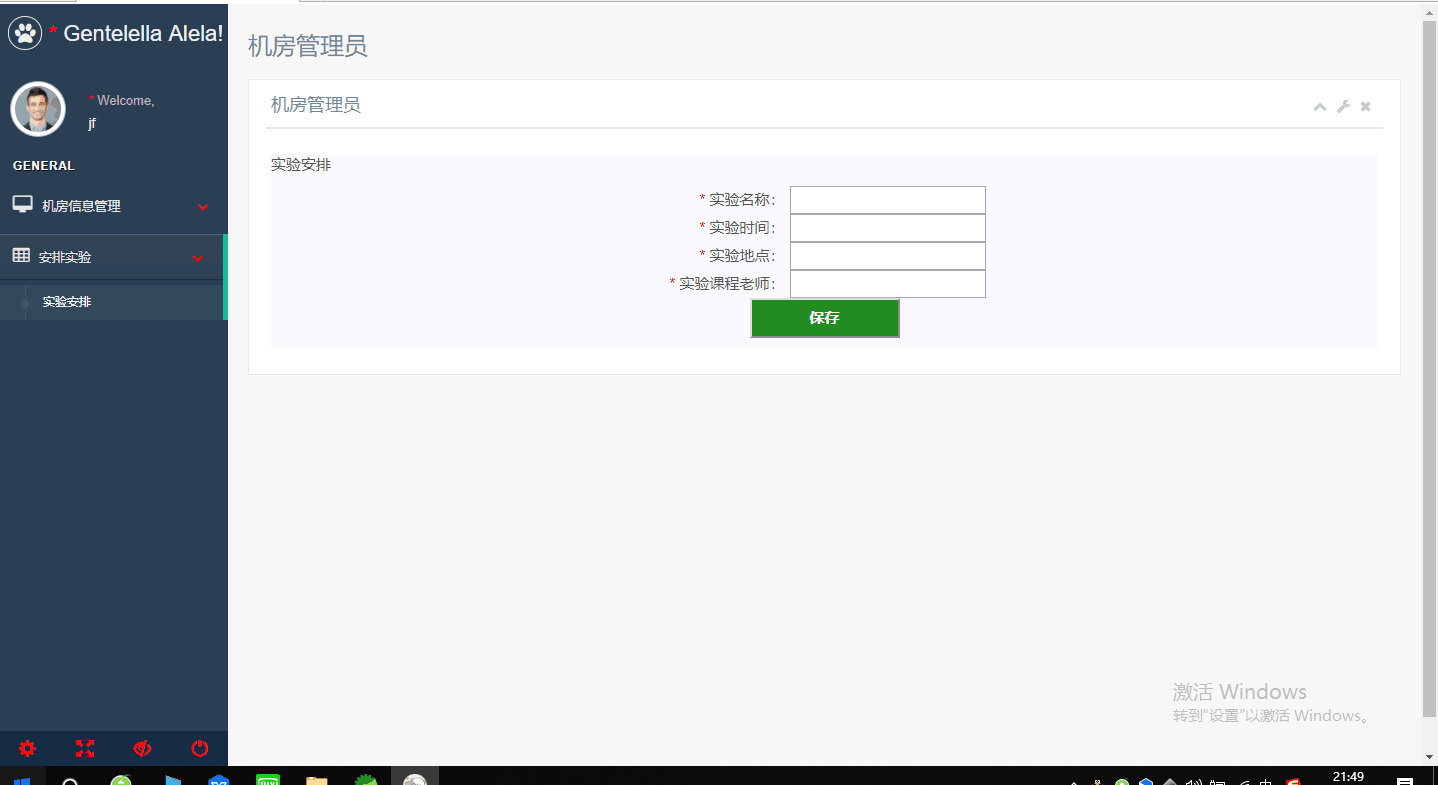 * Gentelella Alela!
* Welcome,
jf
GENERAL
机房信息管理
安排实验
实验安排
机房管理员
机房管理员
实验安排
* 实验名称：
* 实验时间：
* 实验地点：
* 实验课程老师：
保存
激活 Windows
转到"设置"以激活 Windows。
中
21:49